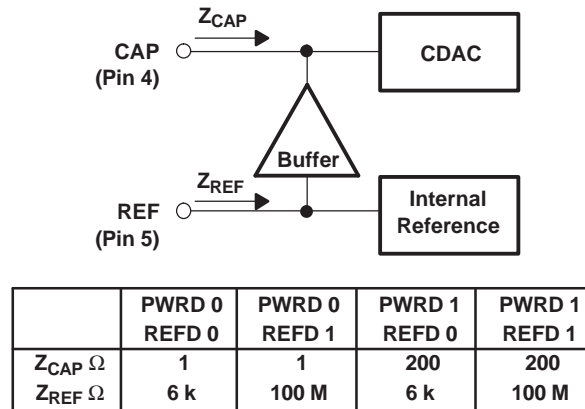 Z_CAP
CAP
(Pin 4)
CDAC
Buffer
Z_REF
REF
(Pin 5)
Internal
Reference
PWRD 0 PWRD 0 PWRD 1 PWRD 1
REFD 0 REFD 1 REFD 0 REFD 1
Z_CAP Ω 1 1 200 200
Z_REF Ω 6 k 100 M 6 k 100 M